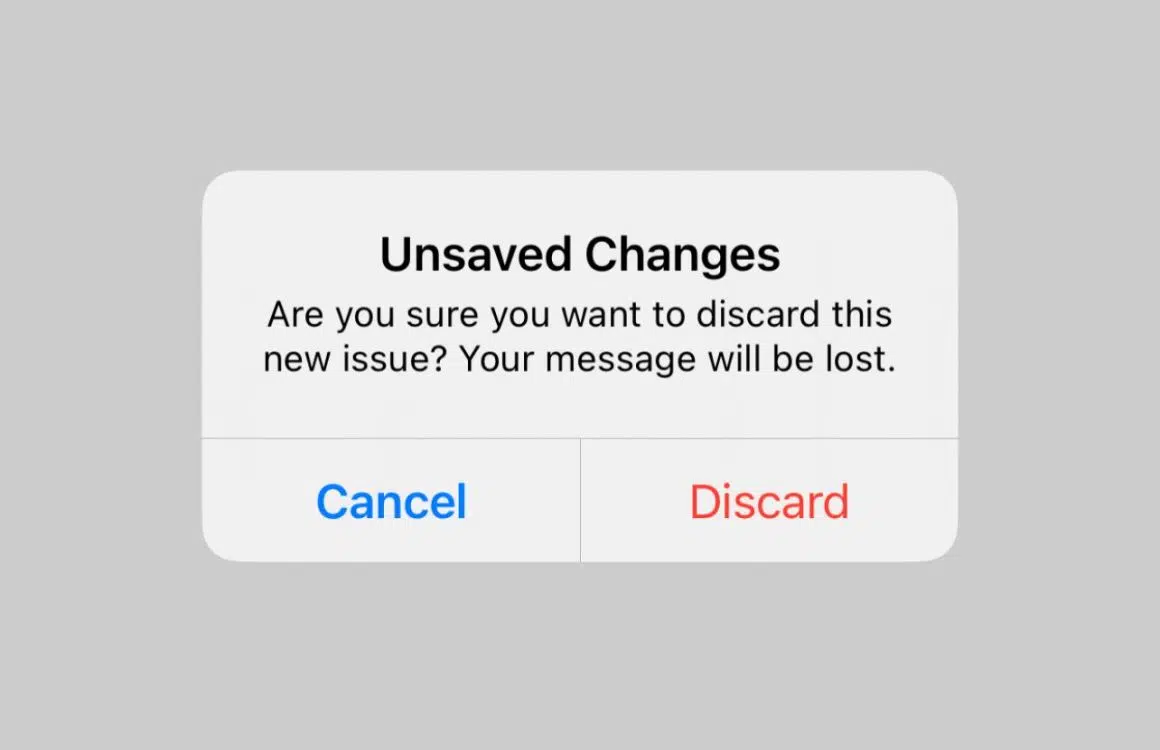 Unsaved Changes
Are you sure you want to discard this
new issue? Your message will be lost.
Cancel
Discard